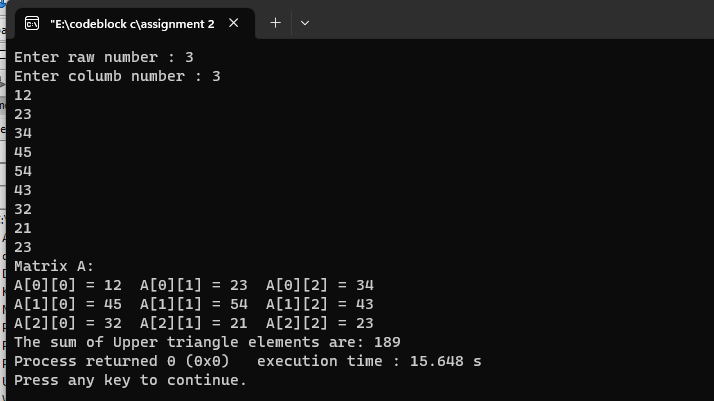 "E:\codeblock c\assignment 2
Enter raw number : 3
Enter columb number : 3
12
23
34
45
54
43
32
21
23
Matrix A:
A[0][0] = 12  A[0][1] = 23  A[0][2] = 34
A[1][0] = 45  A[1][1] = 54  A[1][2] = 43
A[2][0] = 32  A[2][1] = 21  A[2][2] = 23
The sum of Upper triangle elements are: 189
Process returned 0 (0x0)   execution time : 15.648 s
Press any key to continue.